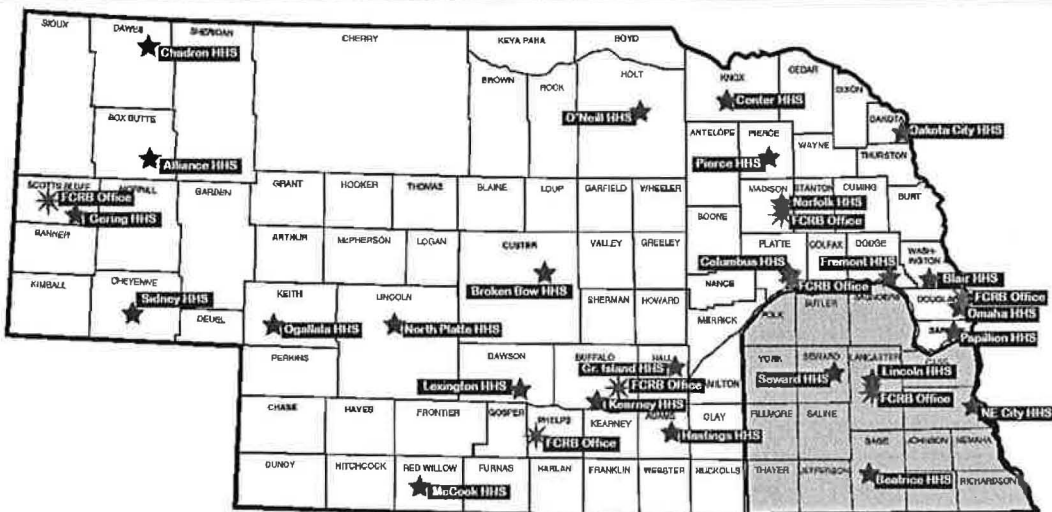 SIOUX
DAWES
SHERIDAN
CHERRY
KEYA PAHA
BOYD
Chadron HHS
BROWN
ROCK
HOLT
KNOX
CEDAR
DIXON
O'Neill HHS
Center HHS
DAKOTA
Dakota City HHS
BOX BUTTE
Alliance HHS
ANTELOPE
PIERCE
Pierce HHS
WAYNE
THURSTON
SCOTTS BLUFF
FCRB Office
MORRILL
Gering HHS
GARDEN
GRANT
HOOKER
THOMAS
BLAINE
LOUP
GARFIELD
WHEELER
MADISON
STANTON
CUMING
Norfolk HHS
FCRB Office
BURT
BOONE
BANNER
ARTHUR
McPHERSON
LOGAN
CUSTER
Broken Bow HHS
VALLEY
GREELEY
PLATTE
COLFAX
DODGE
WASH-
INGTON
Columbus HHS
Fremont HHS
Blair HHS
FCRB Office
NANCE
KIMBALL
CHEYENNE
Sidney HHS
DEUEL
KEITH
Ogallala HHS
LINCOLN
North Platte HHS
SHERMAN
HOWARD
MERRICK
POLK
BUTLER
SAUNDERS
DOUGLAS
FCRB Office
Omaha HHS
SARPY
Papillion HHS
PERKINS
DAWSON
Lexington HHS
BUFFALO
HALL
Gr. Island HHS
FCRB Office
Kearney HHS
HAMILTON
YORK
SEWARD
Seward HHS
LANCASTER
Lincoln HHS
FCRB Office
CASS
NE City HHS
CHASE
HAYES
FRONTIER
GOSPER
PHELPS
FCRB Office
KEARNEY
ADAMS
Hastings HHS
CLAY
FILLMORE
SALINE
GAGE
JOHNSON
NEMAHA
DUNDY
HITCHCOCK
RED WILLOW
McCook HHS
FURNAS
HARLAN
FRANKLIN
WEBSTER
NUCKOLLS
THAYER
JEFFERSON
Beatrice HHS
RICHARDSON